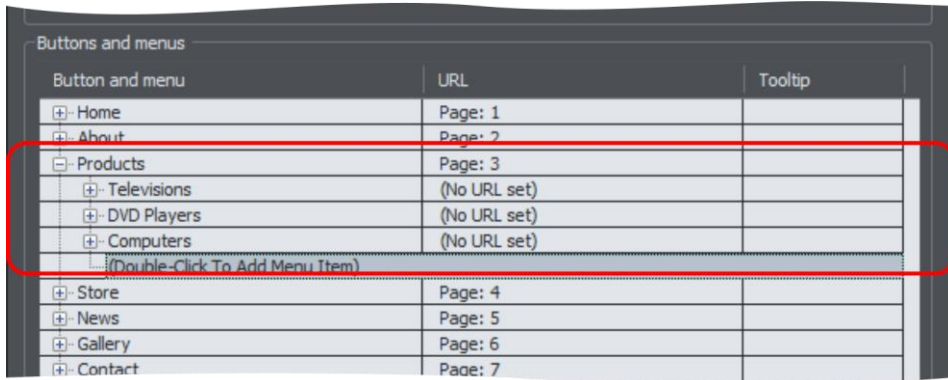 Buttons and menus
Button and menu URL Tooltip
Home Page: 1
About Page: 2
Products Page: 3
Televisions (No URL set)
DVD Players (No URL set)
Computers (No URL set)
(Double-Click To Add Menu Item)
Store Page: 4
News Page: 5
Gallery Page: 6
Contact Page: 7